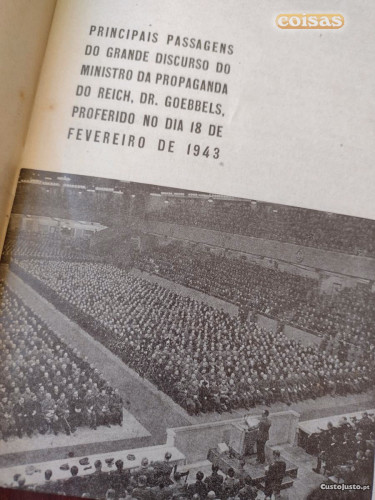 coisas
PRINCIPAIS PASSAGENS
DO GRANDE DISCURSO DO
MINISTRO DA PROPAGANDA
DO REICH, DR. GOEBBELS,
PROFERIDO NO DIA 18 DE
FEVEREIRO DE 1943
CustoJusto.pt